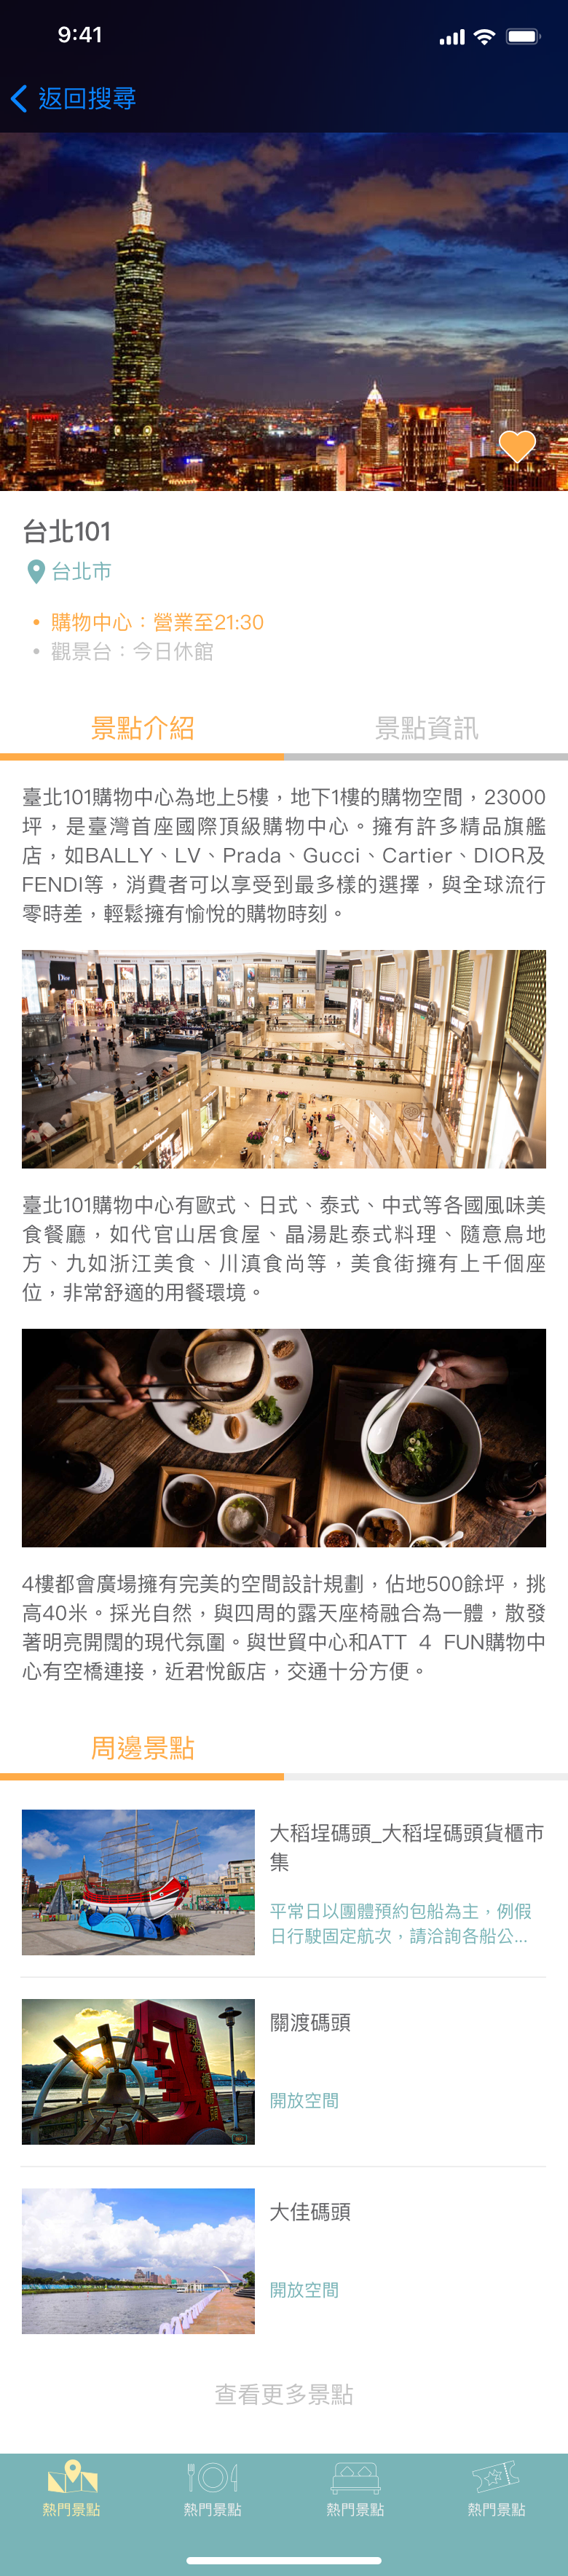 9:41
返回搜尋
台北101
台北市
• 購物中心：營業至21:30
• 觀景台：今日休館
景點介紹
景點資訊
臺北101購物中心為地上5樓，地下1樓的購物空間，23000
坪，是臺灣首座國際頂級購物中心。擁有許多精品旗艦
店，如BALLY、LV、Prada、Gucci、Cartier、DIOR及
FENDI等，消費者可以享受到最多樣的選擇，與全球流行
零時差，輕鬆擁有愉悅的購物時刻。
Dior
臺北101購物中心有歐式、日式、泰式、中式等各國風味美
食餐廳，如代官山居食屋、晶湯匙泰式料理、隨意鳥地
方、九如浙江美食、川滇食尚等，美食街擁有上千個座
位，非常舒適的用餐環境。
4樓都會廣場擁有完美的空間設計規劃，佔地500餘坪，挑
高40米。採光自然，與四周的露天座椅融合為一體，散發
著明亮開闊的現代氛圍。與世貿中心和ATT 4 FUN購物中
心有空橋連接，近君悅飯店，交通十分方便。
周邊景點
大稻埕碼頭_大稻埕碼頭貨櫃市
集
平常日以團體預約包船為主，例假
日行駛固定航次，請洽詢各船公...
關渡碼頭
開放空間
大佳碼頭
開放空間
查看更多景點
熱門景點
熱門景點
熱門景點
熱門景點